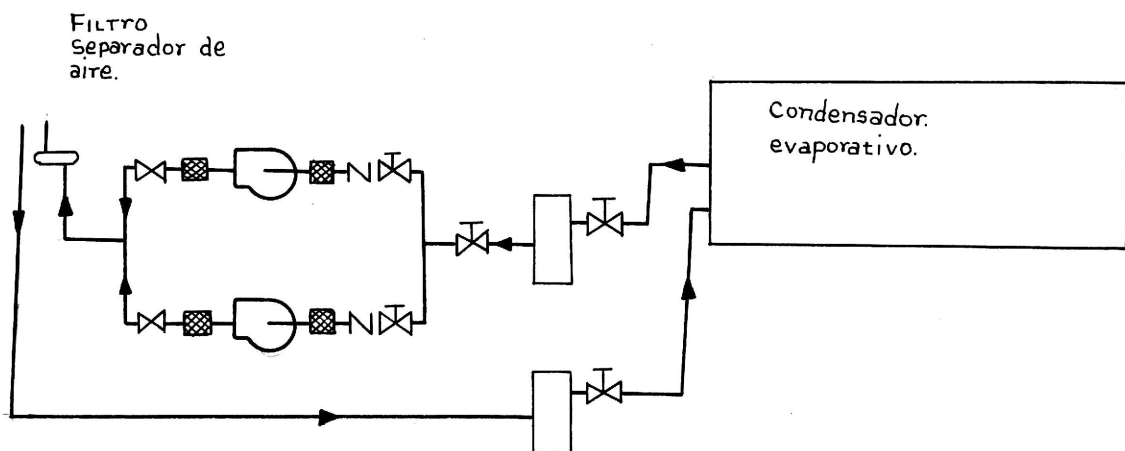 FILTRO
separador de
aire.
Condensador.
evaporativo.